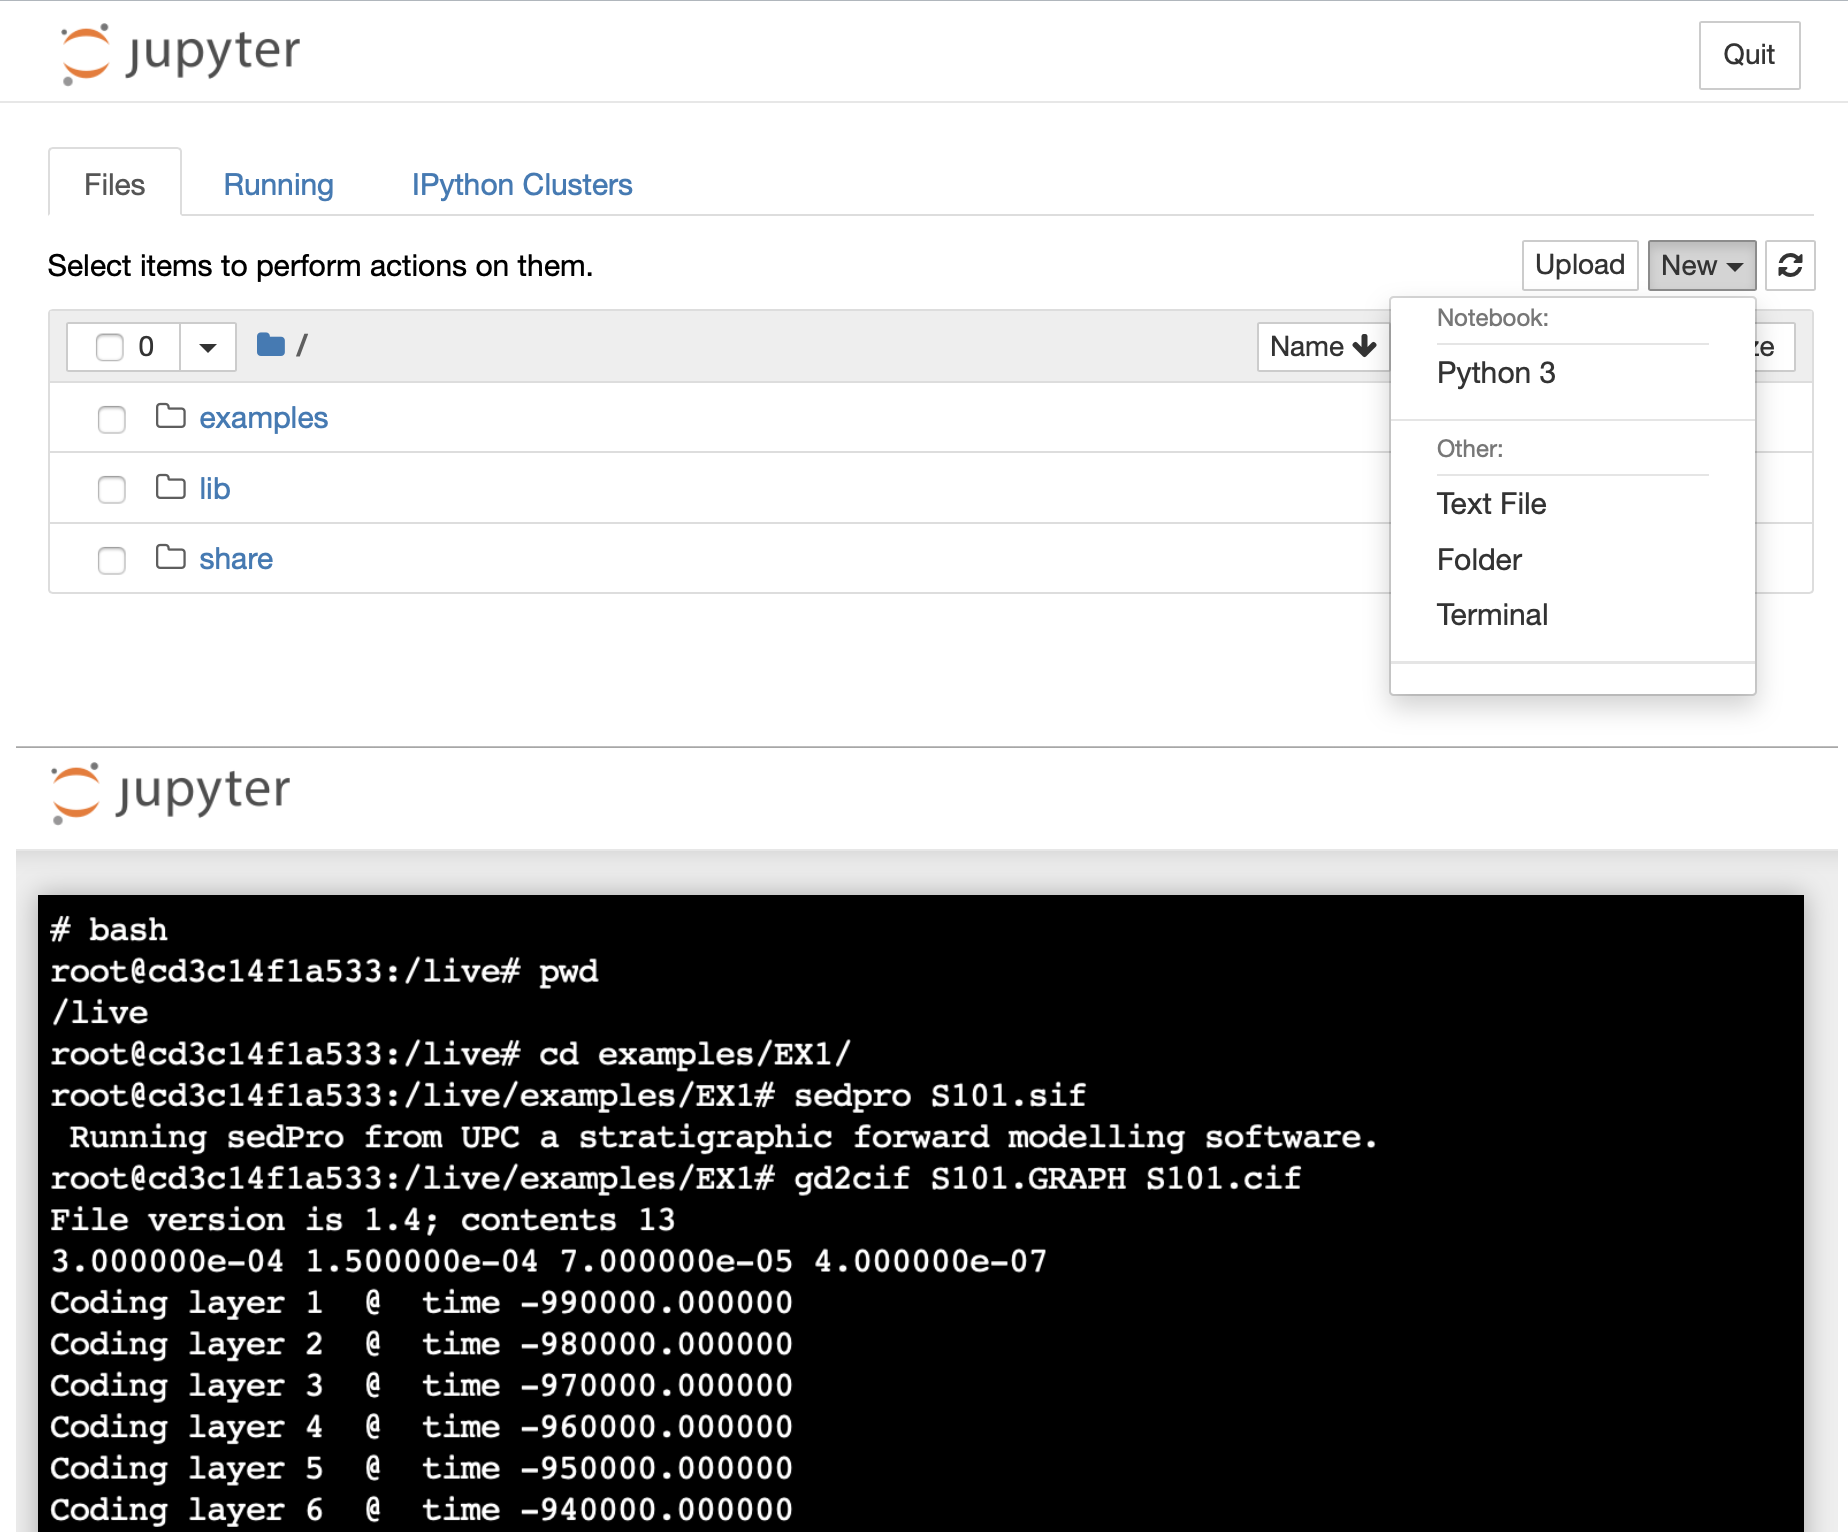 jupyter
Quit
Files Running IPython Clusters
Select items to perform actions on them.
Upload New
0 / Name ze
Notebook:
Python 3
Other:
Text File
Folder
Terminal
examples
lib
share
jupyter
# bash
root@cd3c14f1a533:/live# pwd
/live
root@cd3c14f1a533:/live# cd examples/EX1/
root@cd3c14f1a533:/live/examples/EX1# sedpro S101.sif
Running sedPro from UPC a stratigraphic forward modelling software.
root@cd3c14f1a533:/live/examples/EX1# gd2cif S101.GRAPH S101.cif
File version is 1.4; contents 13
3.000000e-04 1.500000e-04 7.000000e-05 4.000000e-07
Coding layer 1 @ time -990000.000000
Coding layer 2 @ time -980000.000000
Coding layer 3 @ time -970000.000000
Coding layer 4 @ time -960000.000000
Coding layer 5 @ time -950000.000000
Coding layer 6 @ time -940000.000000